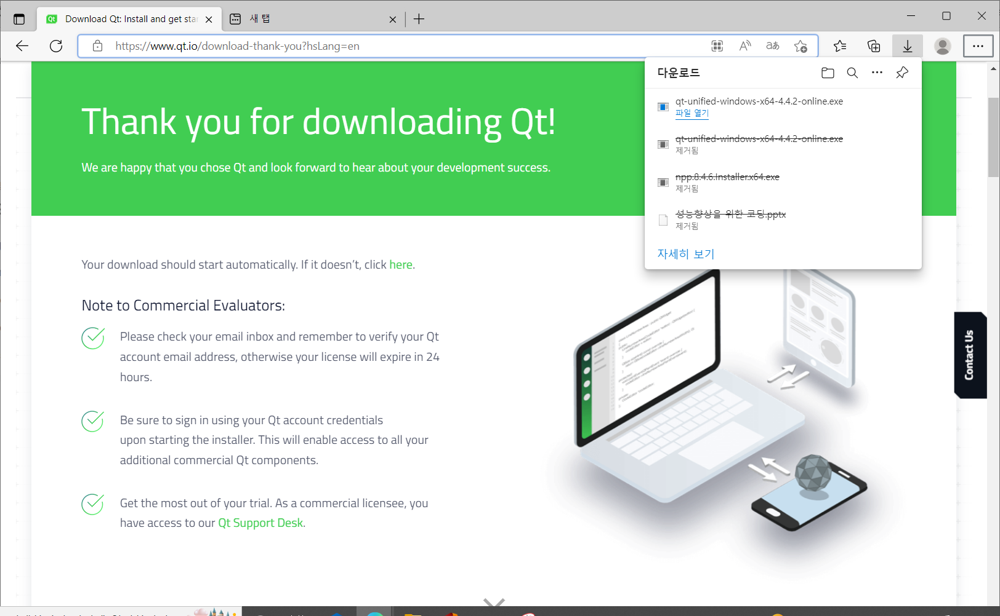 Download Qt: Install and get sta
새 탭
https://www.qt.io/download-thank-you?hsLang=en
다운로드
qt-unified-windows-x64-4.4.2-online.exe
파일 열기
qt-unified-windows-x64-4.4.2-online.exe
제거됨
npp.8.4.6.Installer.x64.exe
제거됨
성능향상을 위한 코딩.pptx
제거됨
자세히 보기
Thank you for downloading Qt!
We are happy that you chose Qt and look forward to hear about your development success.
Your download should start automatically. If it doesn’t, click here.
Note to Commercial Evaluators:
Please check your email inbox and remember to verify your Qt
account email address, otherwise your license will expire in 24
hours.
Be sure to sign in using your Qt account credentials
upon starting the installer. This will enable access to all your
additional commercial Qt components.
Get the most out of your trial. As a commercial licensee, you
have access to our Qt Support Desk.
Contact Us